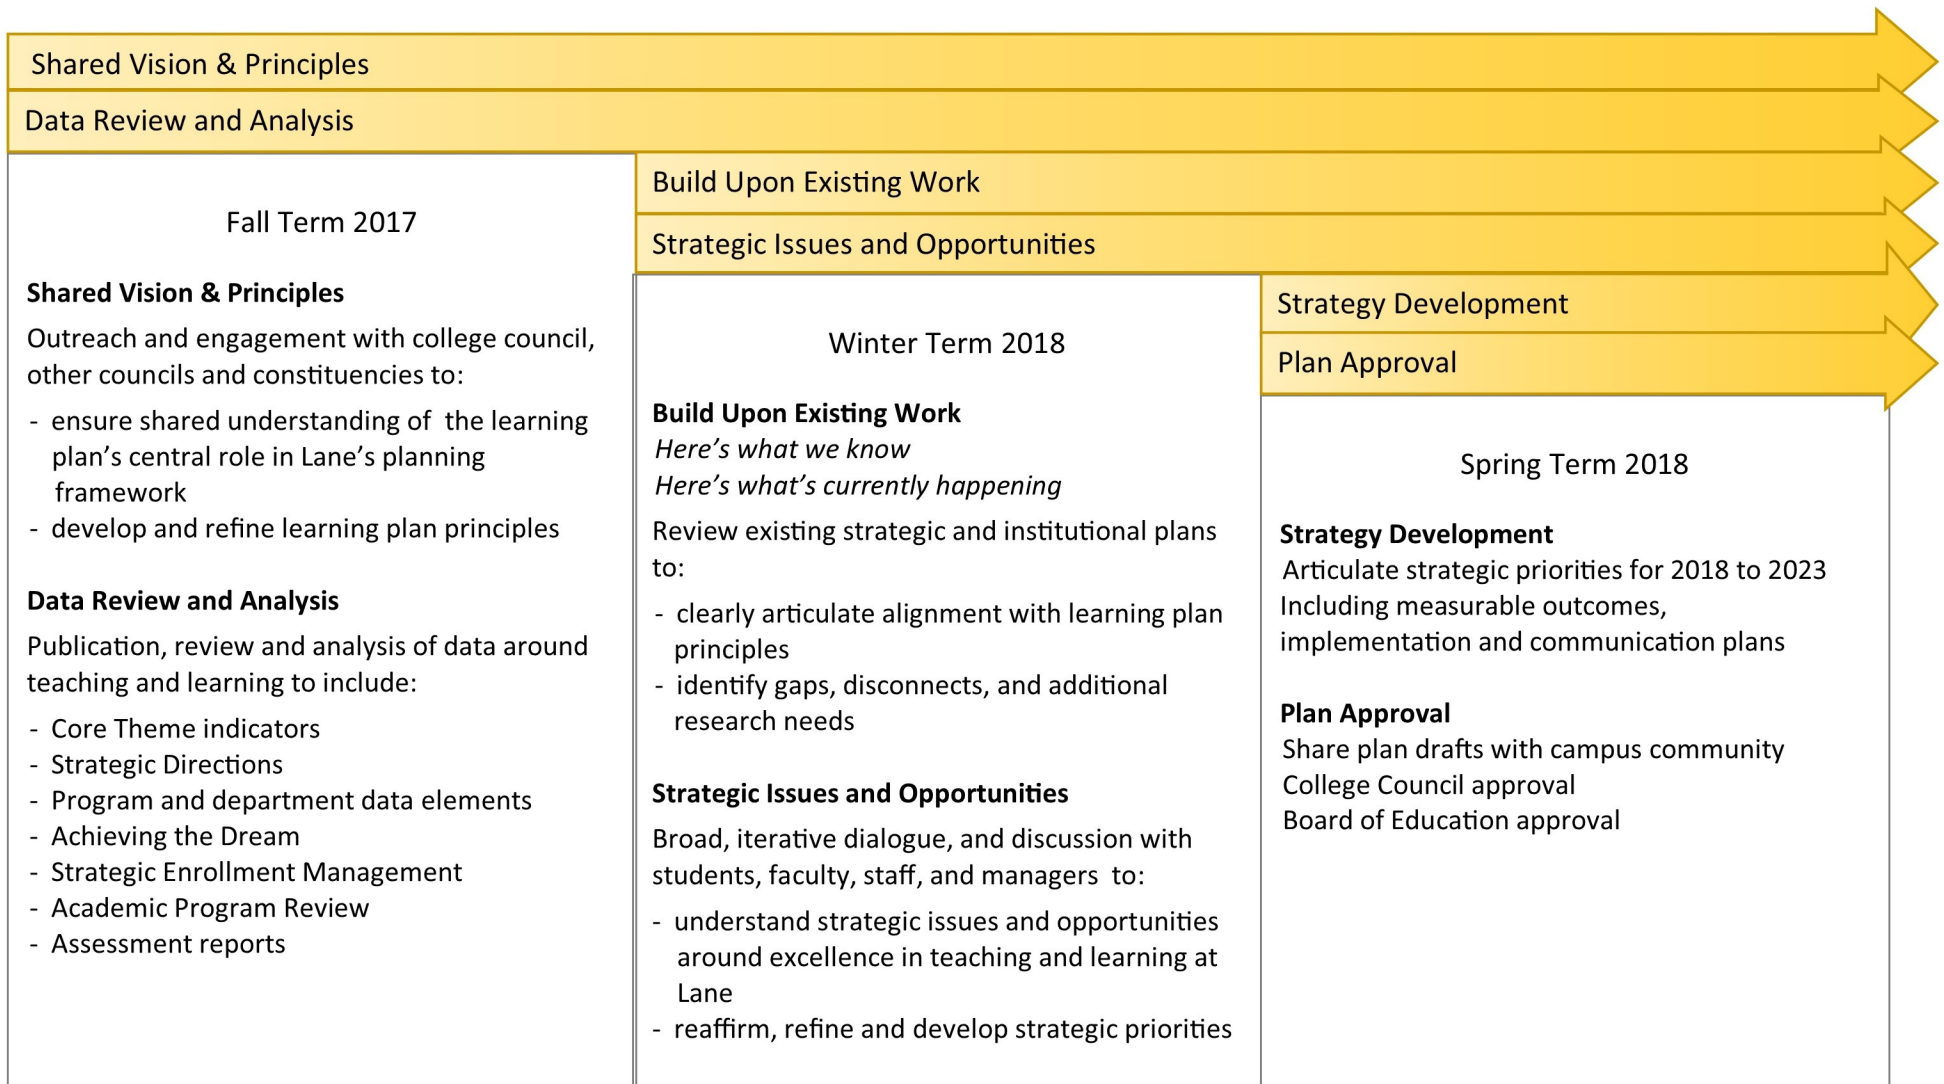 Shared Vision & Principles
Data Review and Analysis
Build Upon Existing Work
Strategic Issues and Opportunities
Strategy Development
Plan Approval
Fall Term 2017
Shared Vision & Principles
Outreach and engagement with college council,
other councils and constituencies to:
- ensure shared understanding of the learning
plan’s central role in Lane’s planning
framework
- develop and refine learning plan principles
Data Review and Analysis
Publication, review and analysis of data around
teaching and learning to include:
- Core Theme indicators
- Strategic Directions
- Program and department data elements
- Achieving the Dream
- Strategic Enrollment Management
- Academic Program Review
- Assessment reports
Winter Term 2018
Build Upon Existing Work
Here’s what we know
Here’s what’s currently happening
Review existing strategic and institutional plans
to:
- clearly articulate alignment with learning plan
principles
- identify gaps, disconnects, and additional
research needs
Strategic Issues and Opportunities
Broad, iterative dialogue, and discussion with
students, faculty, staff, and managers to:
- understand strategic issues and opportunities
around excellence in teaching and learning at
Lane
- reaffirm, refine and develop strategic priorities
Spring Term 2018
Strategy Development
Articulate strategic priorities for 2018 to 2023
Including measurable outcomes,
implementation and communication plans
Plan Approval
Share plan drafts with campus community
College Council approval
Board of Education approval